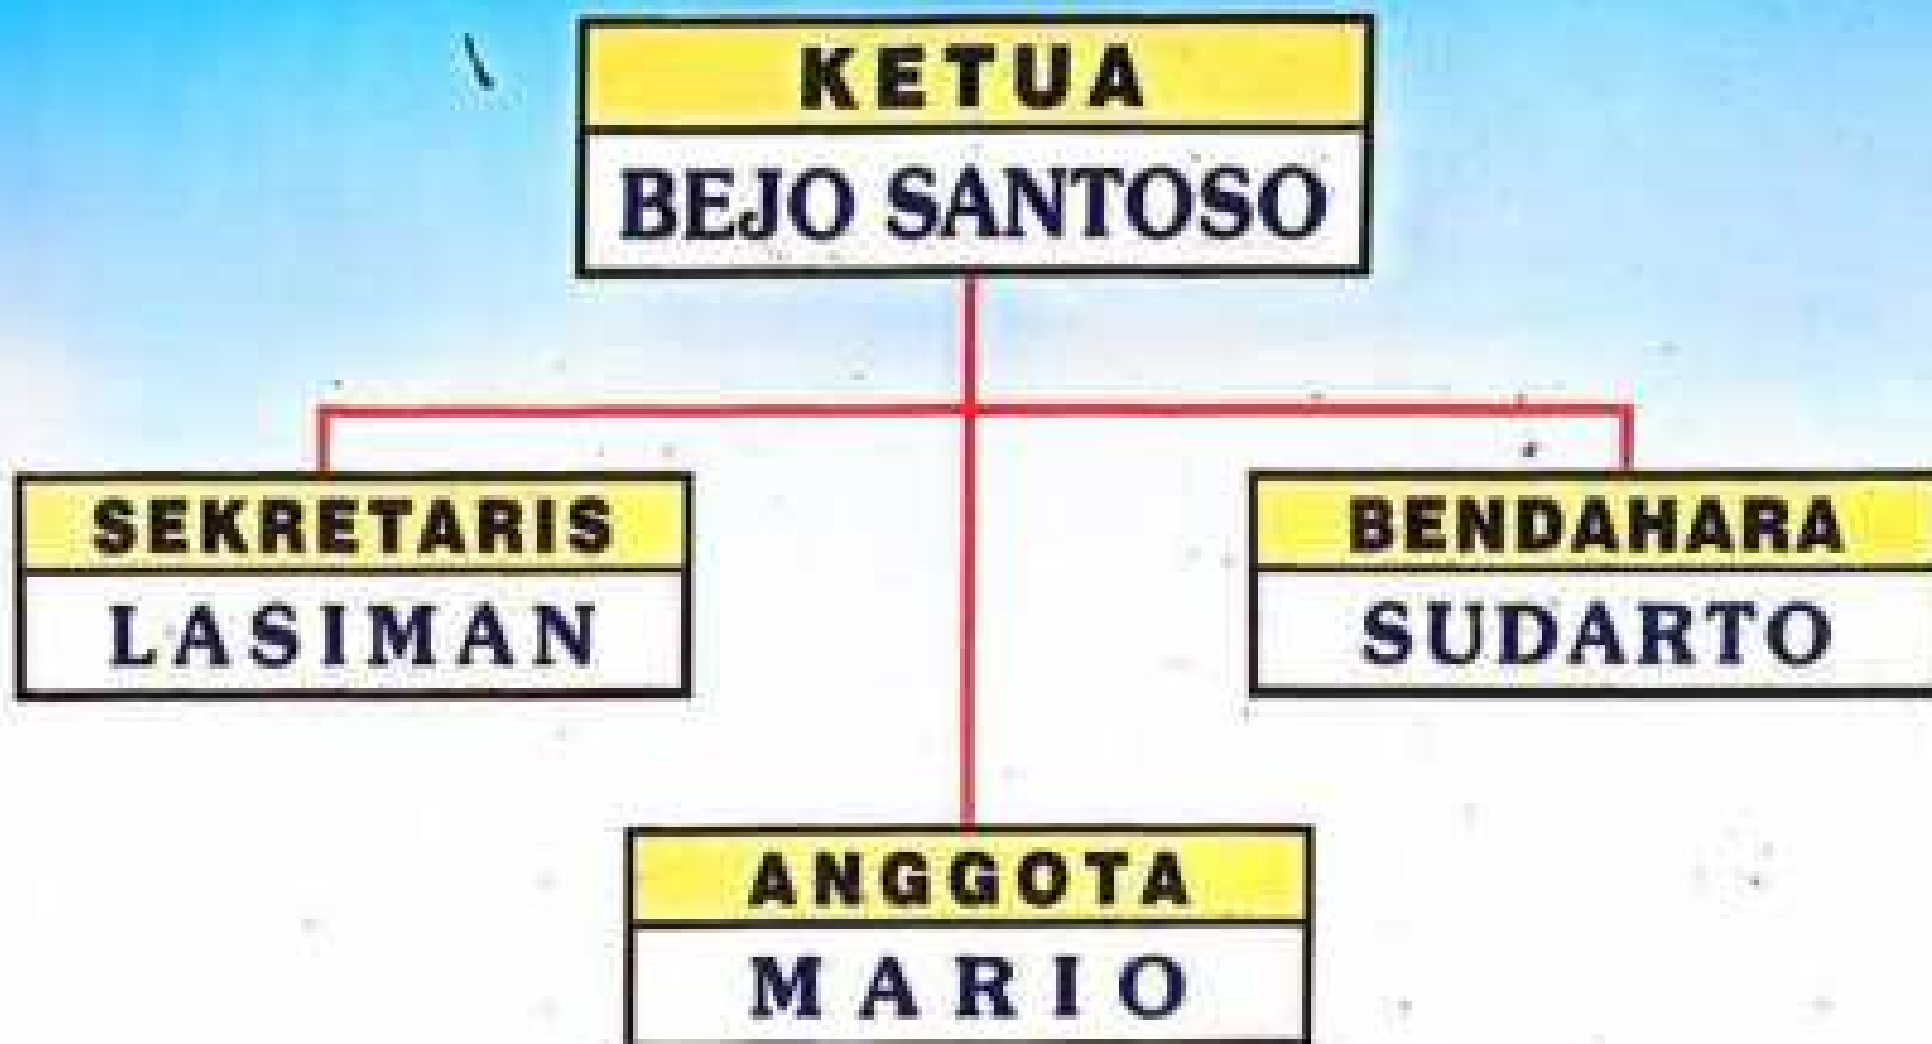 KETUA
BEJO SANTOSO
SEKRETARIS
LASIMAN
BENDAHARA
SUDARTO
ANGGOTA
MARIO